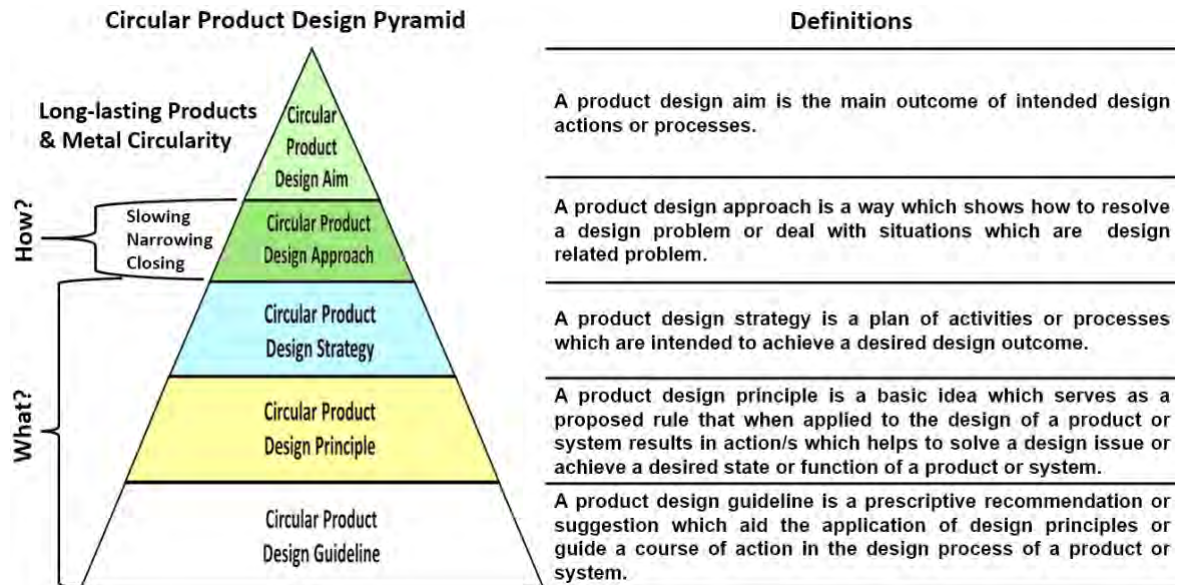 Circular Product Design Pyramid
Definitions
Long-lasting Products
& Metal Circularity
Circular
Product
Design Aim
A product design aim is the main outcome of intended design
actions or processes.
How?
Slowing
Narrowing
Closing
Circular Product
Design Approach
A product design approach is a way which shows how to resolve
a design problem or deal with situations which are design
related problem.
What?
Circular Product
Design Strategy
A product design strategy is a plan of activities or processes
which are intended to achieve a desired design outcome.
Circular Product
Design Principle
A product design principle is a basic idea which serves as a
proposed rule that when applied to the design of a product or
system results in action/s which helps to solve a design issue or
achieve a desired state or function of a product or system.
Circular Product
Design Guideline
A product design guideline is a prescriptive recommendation or
suggestion which aid the application of design principles or
guide a course of action in the design process of a product or
system.